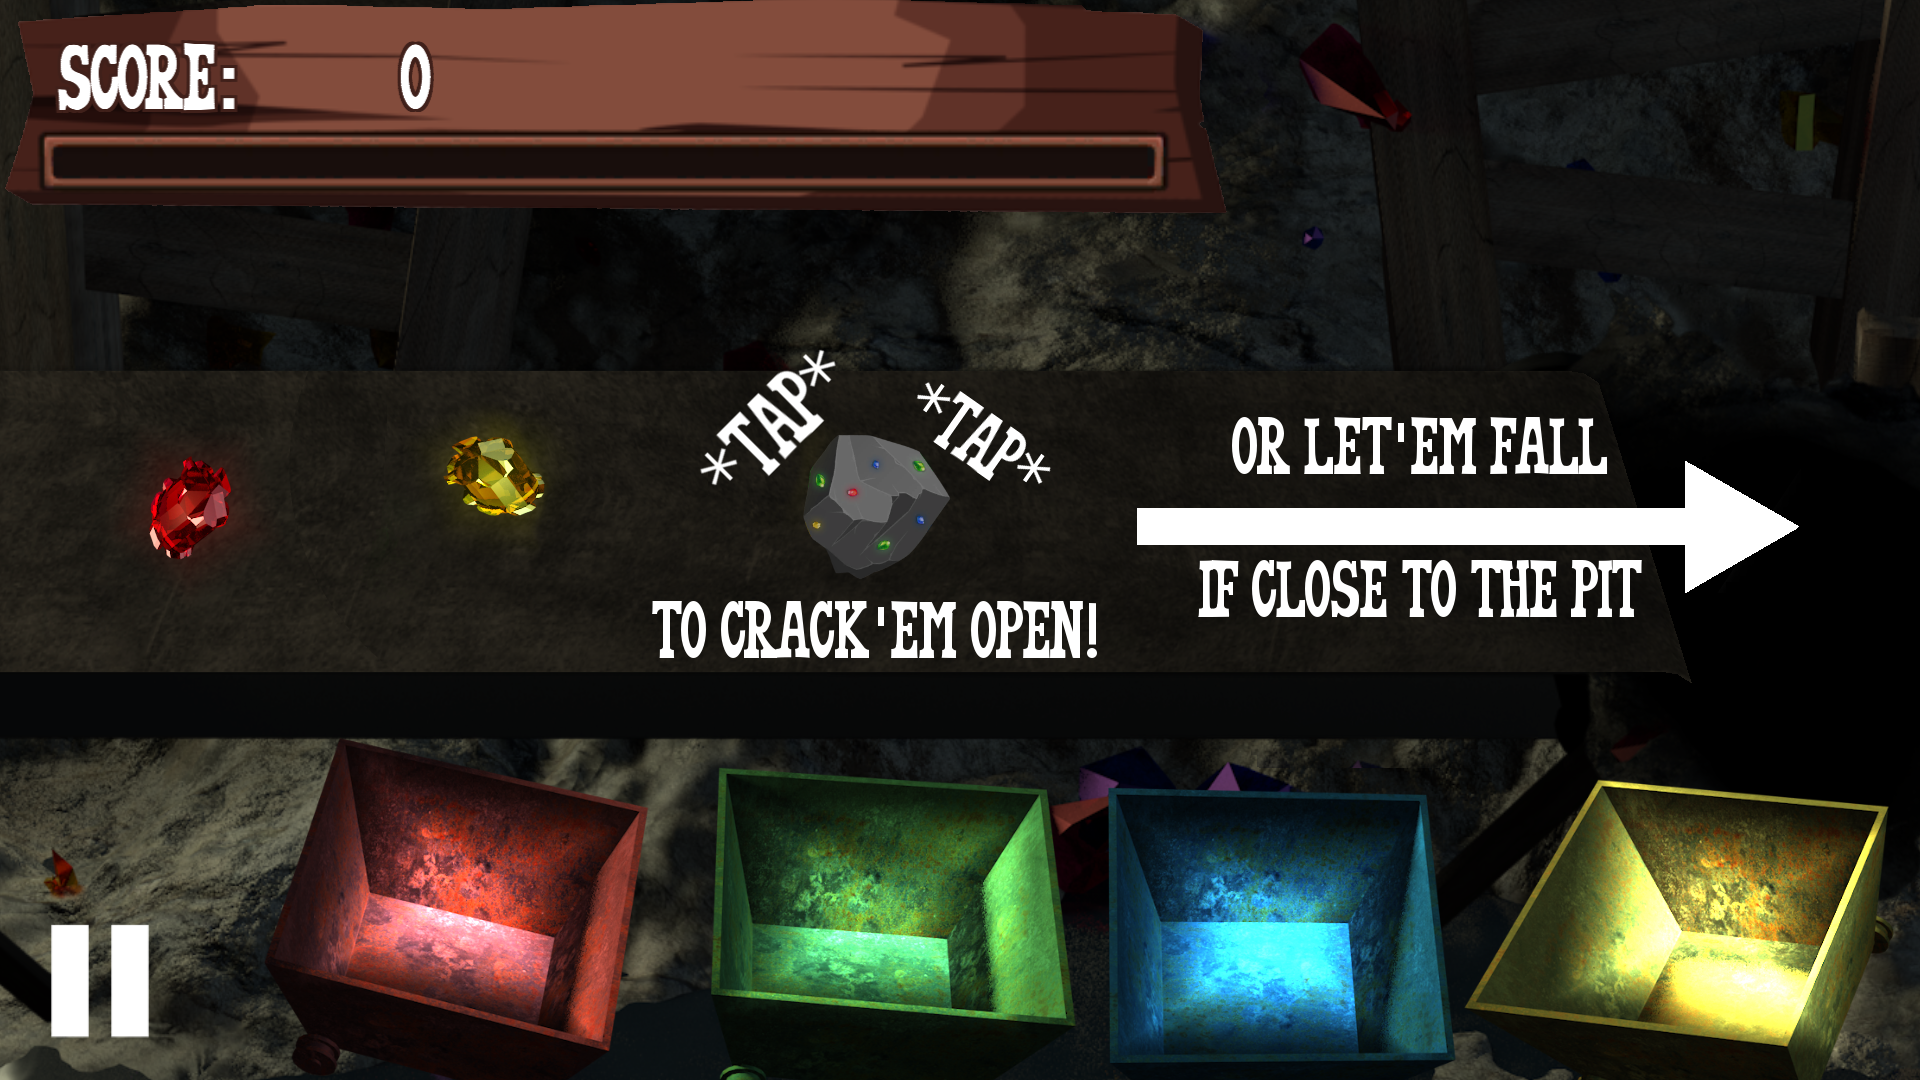 SCORE: 0
*TAP*
*TAP*
TO CRACK 'EM OPEN!
OR LET'EM FALL
IF CLOSE TO THE PIT